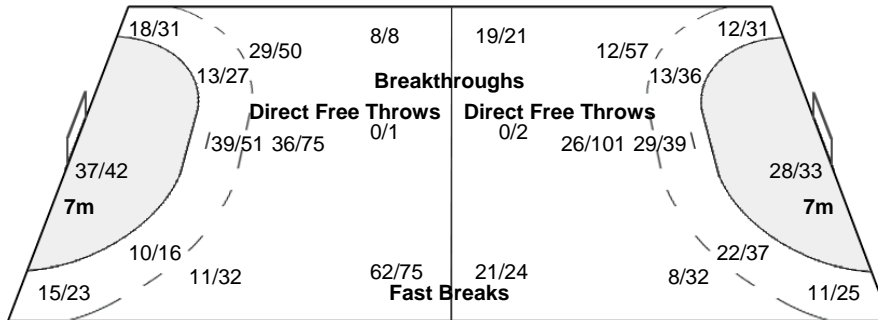 18/31 8/8 19/21 12/31
29/50 12/57
13/27 Breakthroughs 13/36
Direct Free Throws Direct Free Throws
39/51 36/75 0/1 0/2 26/101 29/39
37/42 28/33
7m 7m
10/16 22/37
11/32 62/75 21/24 8/32
15/23 Fast Breaks 11/25